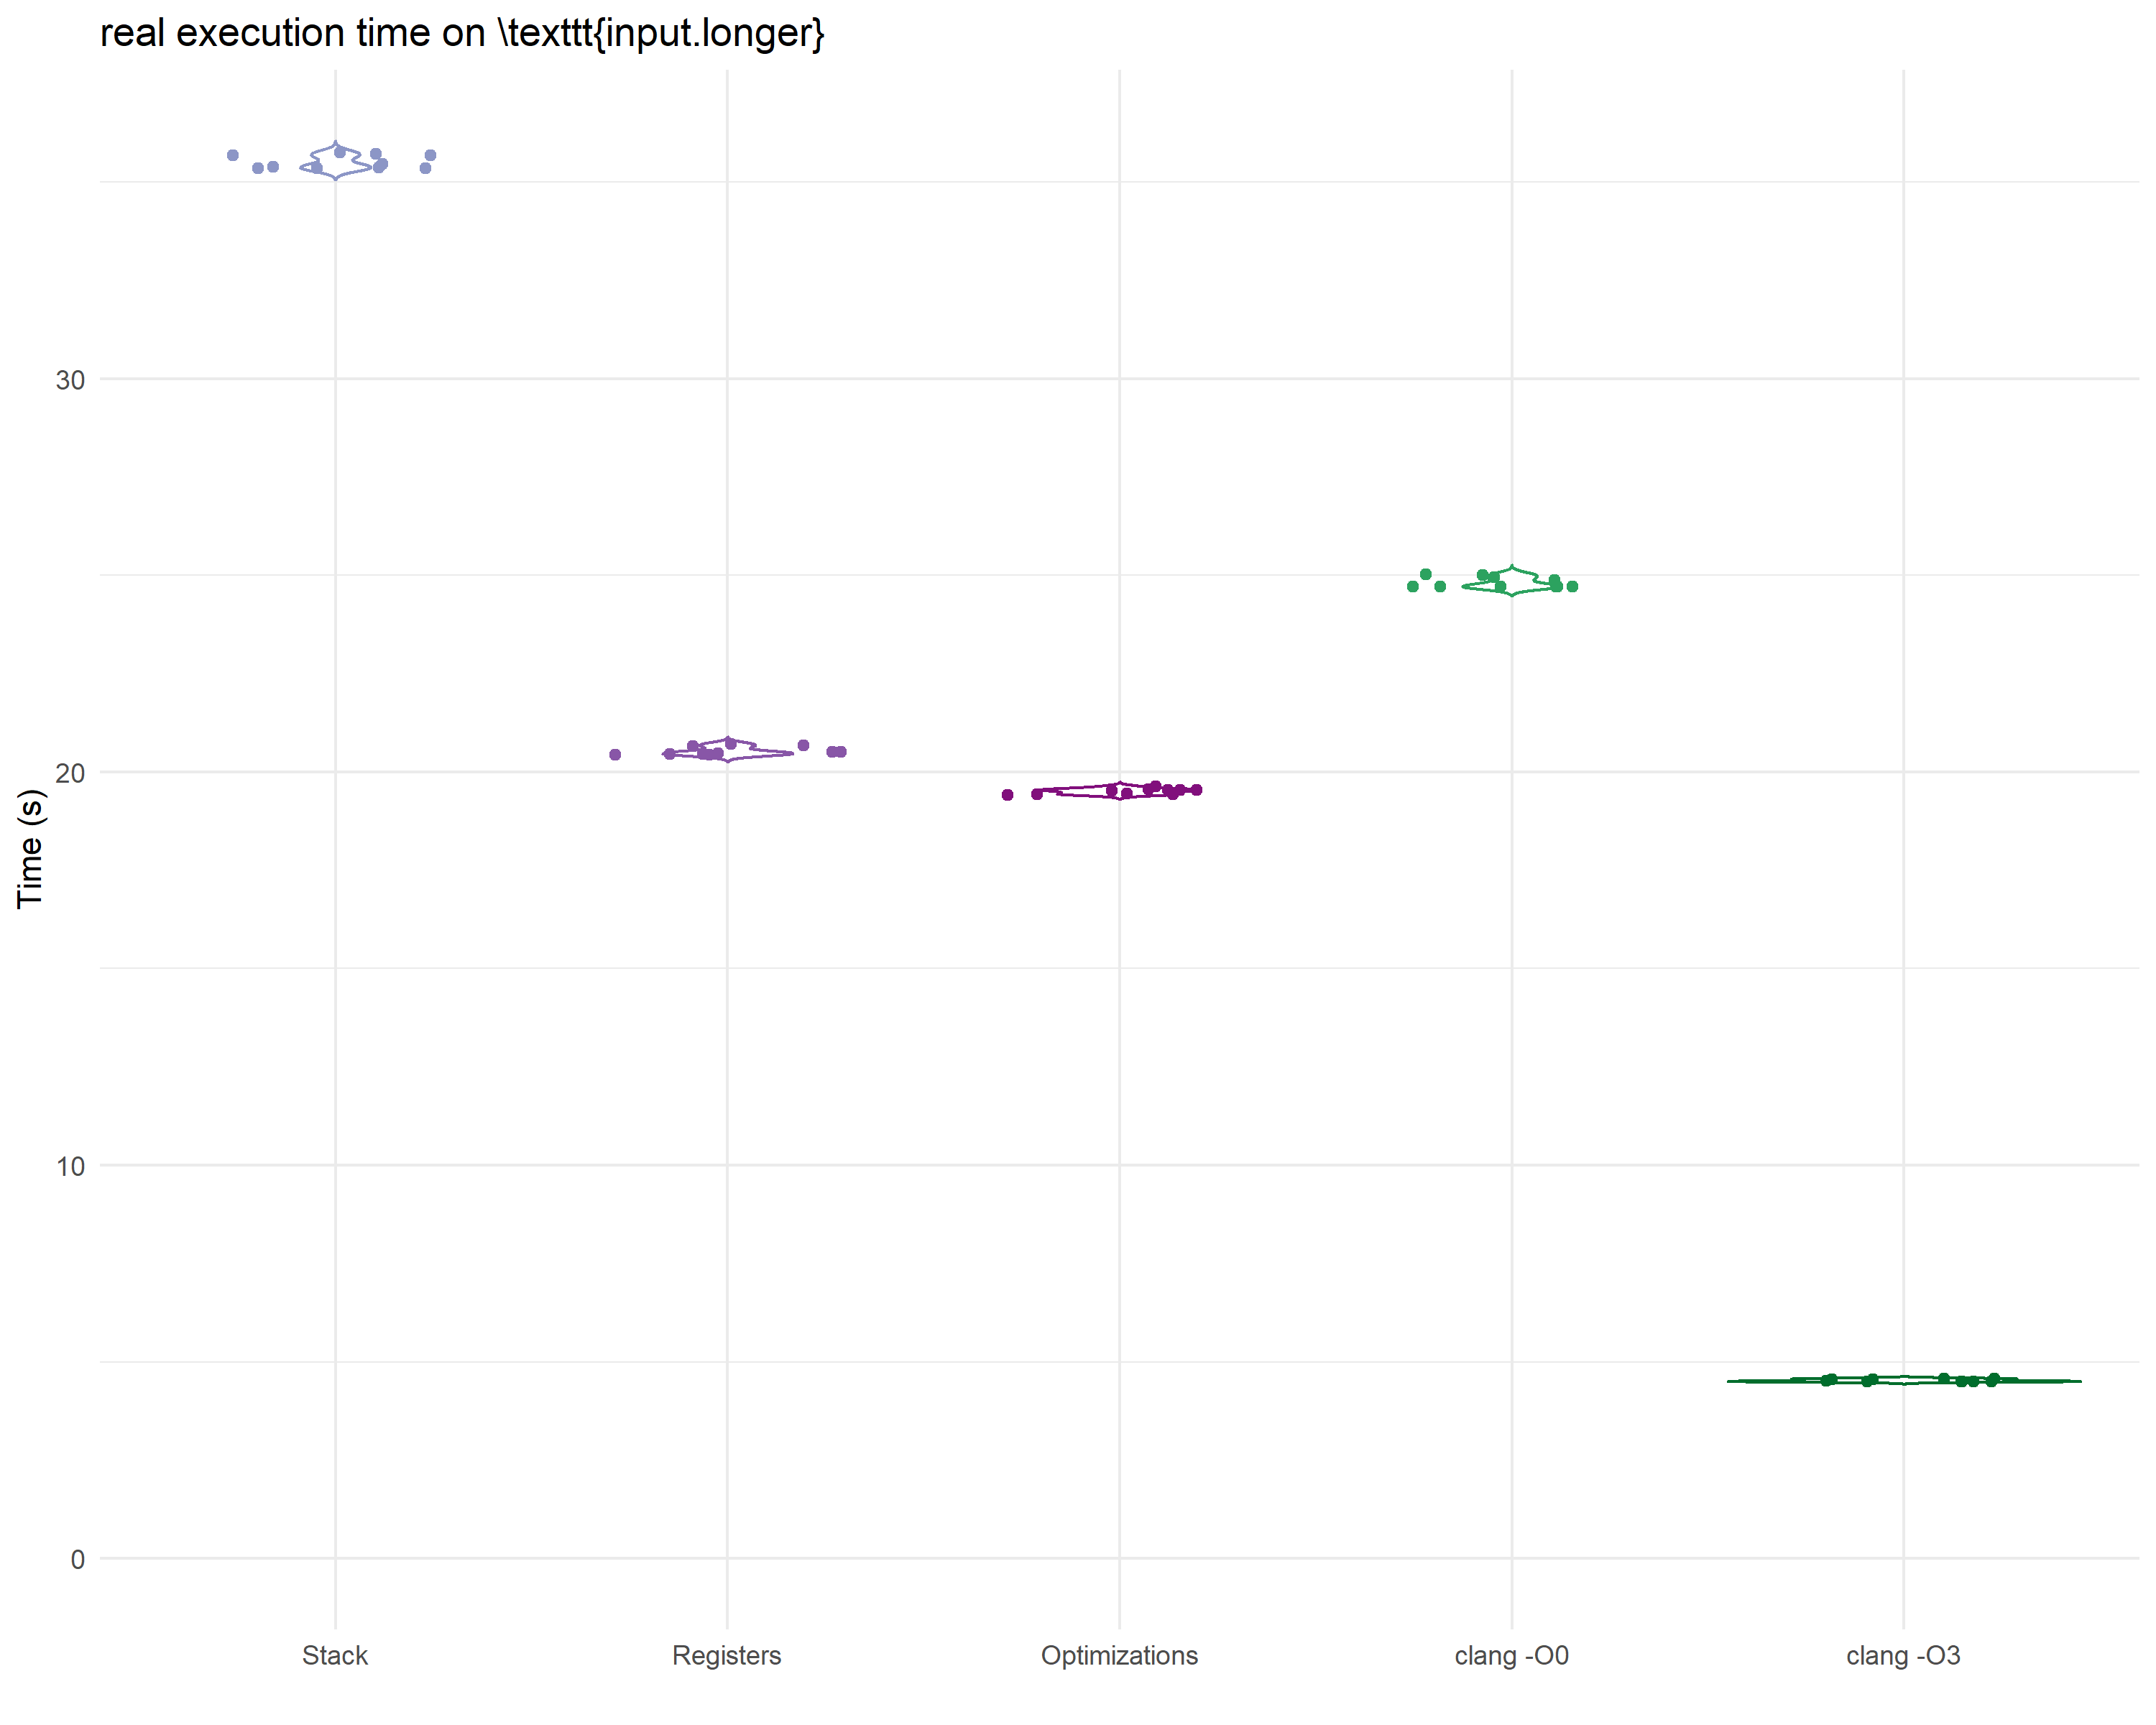 real execution time on \texttt{input.longer}
30
20
10
0
Time (s)
Stack
Registers
Optimizations
clang -O0
clang -O3